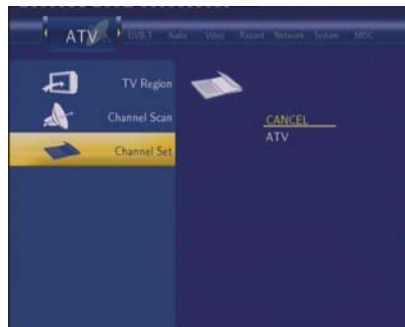 ATV DVB-T Audio Video Record Network System MISC
TV Region
Channel Scan
CANCEL
ATV
Channel Set